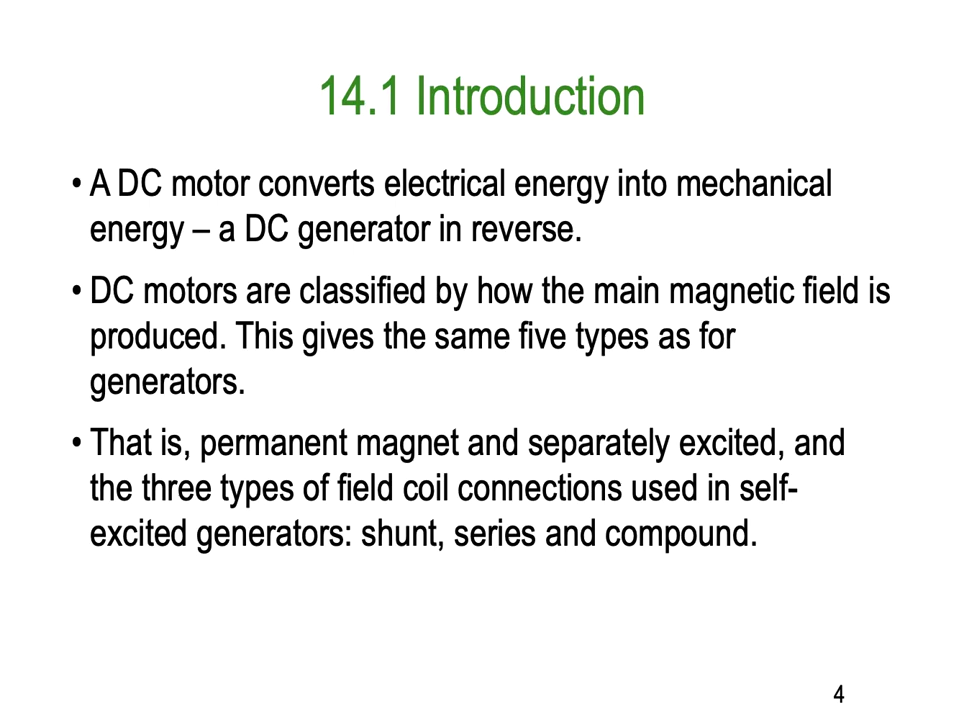 14.1 Introduction
• A DC motor converts electrical energy into mechanical
energy – a DC generator in reverse.
• DC motors are classified by how the main magnetic field is
produced. This gives the same five types as for
generators.
• That is, permanent magnet and separately excited, and
the three types of field coil connections used in self-
excited generators: shunt, series and compound.
4